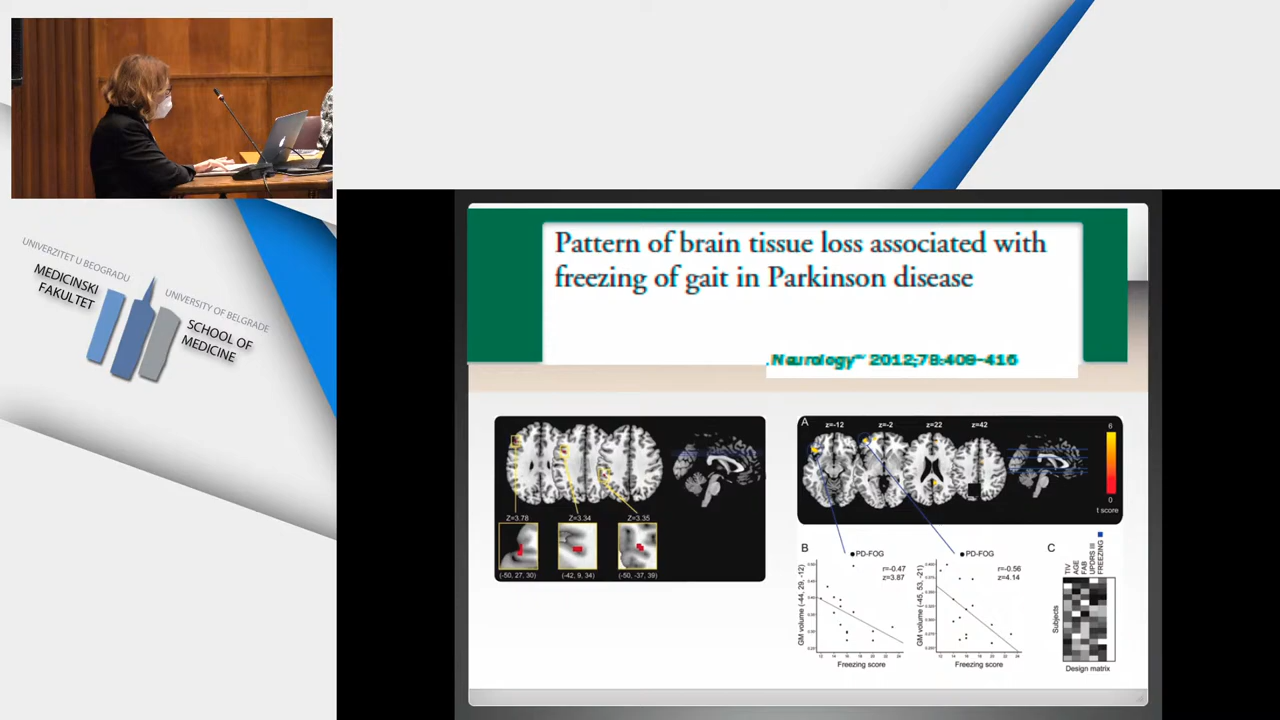 UNIVERZITET U BEOGRADU
MEDICINSKI
FAKULTET
UNIVERSITY OF BELGRADE
SCHOOL OF
MEDICINE
Pattern of brain tissue loss associated with
freezing of gait in Parkinson disease
Neurology 2012;78:409-416
Z=3.78
Z=3.34
Z=3.35
(-50, 27, 30)
(-42, 9, 34)
(-50, -37, 39)
A
z=-12
z=-2
z=22
z=42
6
0
t score
B
PD-FOG
r=-0.47
z=3.87
GM volume (-44, 29, -12)
Freezing score
PD-FOG
r=-0.56
z=4.14
GM volume (-45, 53, -21)
Freezing score
C
TIV
AGE
FAB
UPDRS III
FREEZING
Subjects
Design matrix